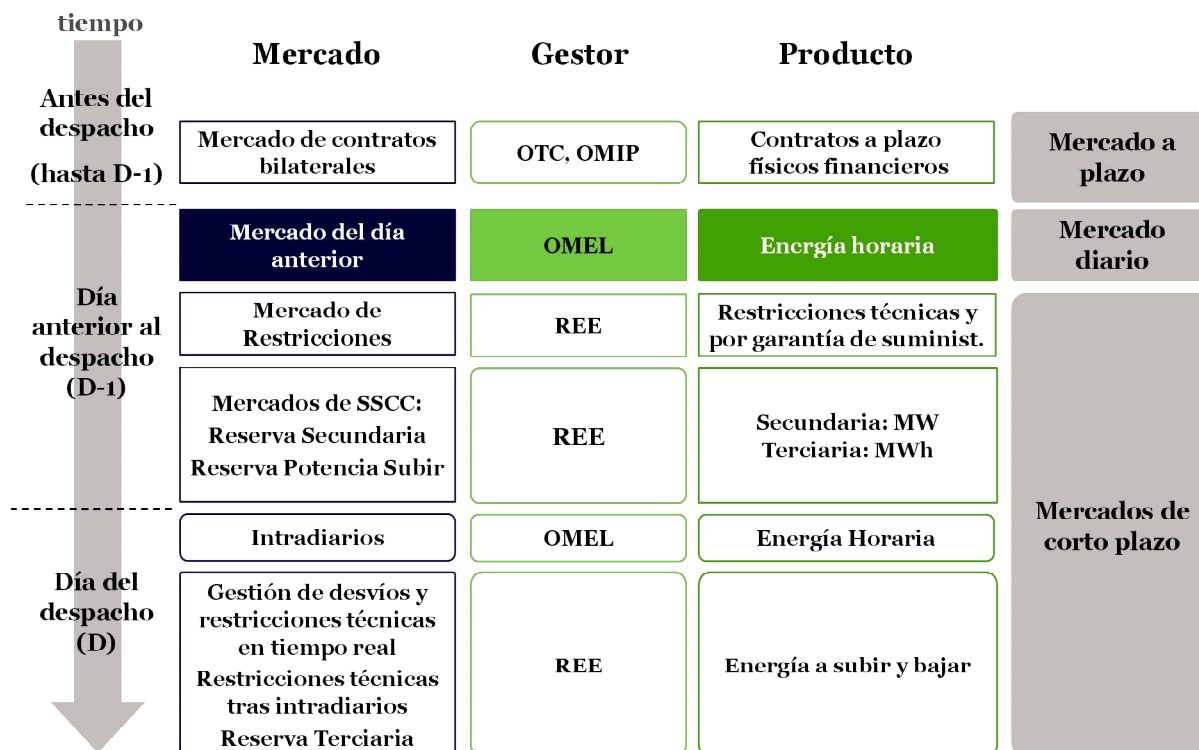 tiempo
Mercado
Gestor
Producto
Antes del
despacho
(hasta D-1)
Mercado de contratos
bilaterales
OTC, OMIP
Contratos a plazo
físicos financieros
Mercado a
plazo
Mercado del día
anterior
OMEL
Energía horaria
Mercado
diario
Día
anterior al
despacho
(D-1)
Mercado de
Restricciones
REE
Restricciones técnicas y
por garantía de suminist.
Mercados de SSCC:
Reserva Secundaria
Reserva Potencia Subir
REE
Secundaria: MW
Terciaria: MWh
Mercados de
corto plazo
Intradiarios
OMEL
Energía Horaria
Día del
despacho
(D)
Gestión de desvíos y
restricciones técnicas
en tiempo real
Restricciones técnicas
tras intradiarios
Reserva Terciaria
REE
Energía a subir y bajar